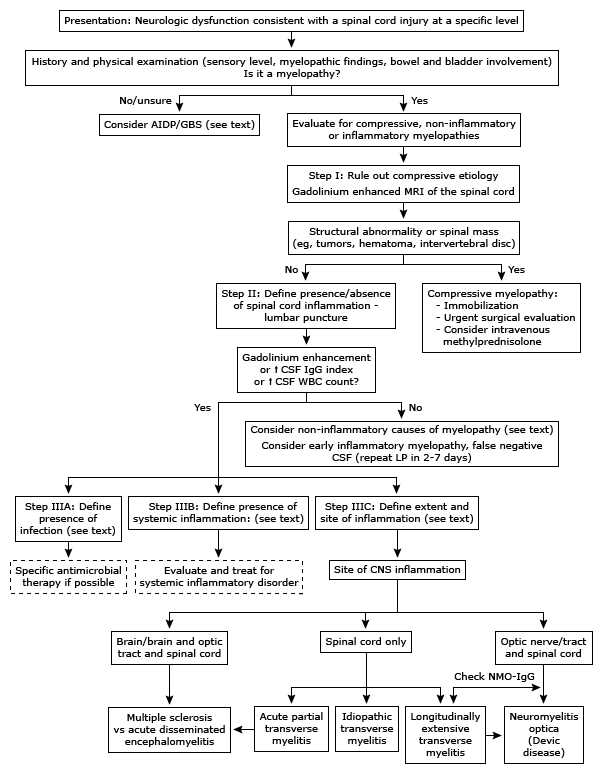 Presentation: Neurologic dysfunction consistent with a spinal cord injury at a specific level
History and physical examination (sensory level, myelopathic findings, bowel and bladder involvement)
Is it a myelopathy?
No/unsure
Yes
Consider AIDP/GBS (see text)
Evaluate for compressive, non-inflammatory
or inflammatory myelopathies
Step I: Rule out compressive etiology
Gadolinium enhanced MRI of the spinal cord
Structural abnormality or spinal mass
(eg, tumors, hematoma, intervertebral disc)
No
Yes
Step II: Define presence/absence
of spinal cord inflammation -
lumbar puncture
Compressive myelopathy:
- Immobilization
- Urgent surgical evaluation
- Consider intravenous
methylprednisolone
Gadolinium enhancement
or ↑ CSF IgG index
or ↑ CSF WBC count?
Yes
No
Consider non-inflammatory causes of myelopathy (see text)
Consider early inflammatory myelopathy, false negative
CSF (repeat LP in 2-7 days)
Step IIIA: Define
presence of
infection (see text)
Step IIIB: Define presence of
systemic inflammation: (see text)
Step IIIC: Define extent and
site of inflammation (see text)
Specific antimicrobial
therapy if possible
Evaluate and treat for
systemic inflammatory disorder
Site of CNS inflammation
Brain/brain and optic
tract and spinal cord
Spinal cord only
Optic nerve/tract
and spinal cord
Check NMO-IgG
Multiple sclerosis
vs acute disseminated
encephalomyelitis
Acute partial
transverse
myelitis
Idiopathic
transverse
myelitis
Longitudinally
extensive
transverse
myelitis
Neuromyelitis
optica
(Devic
disease)